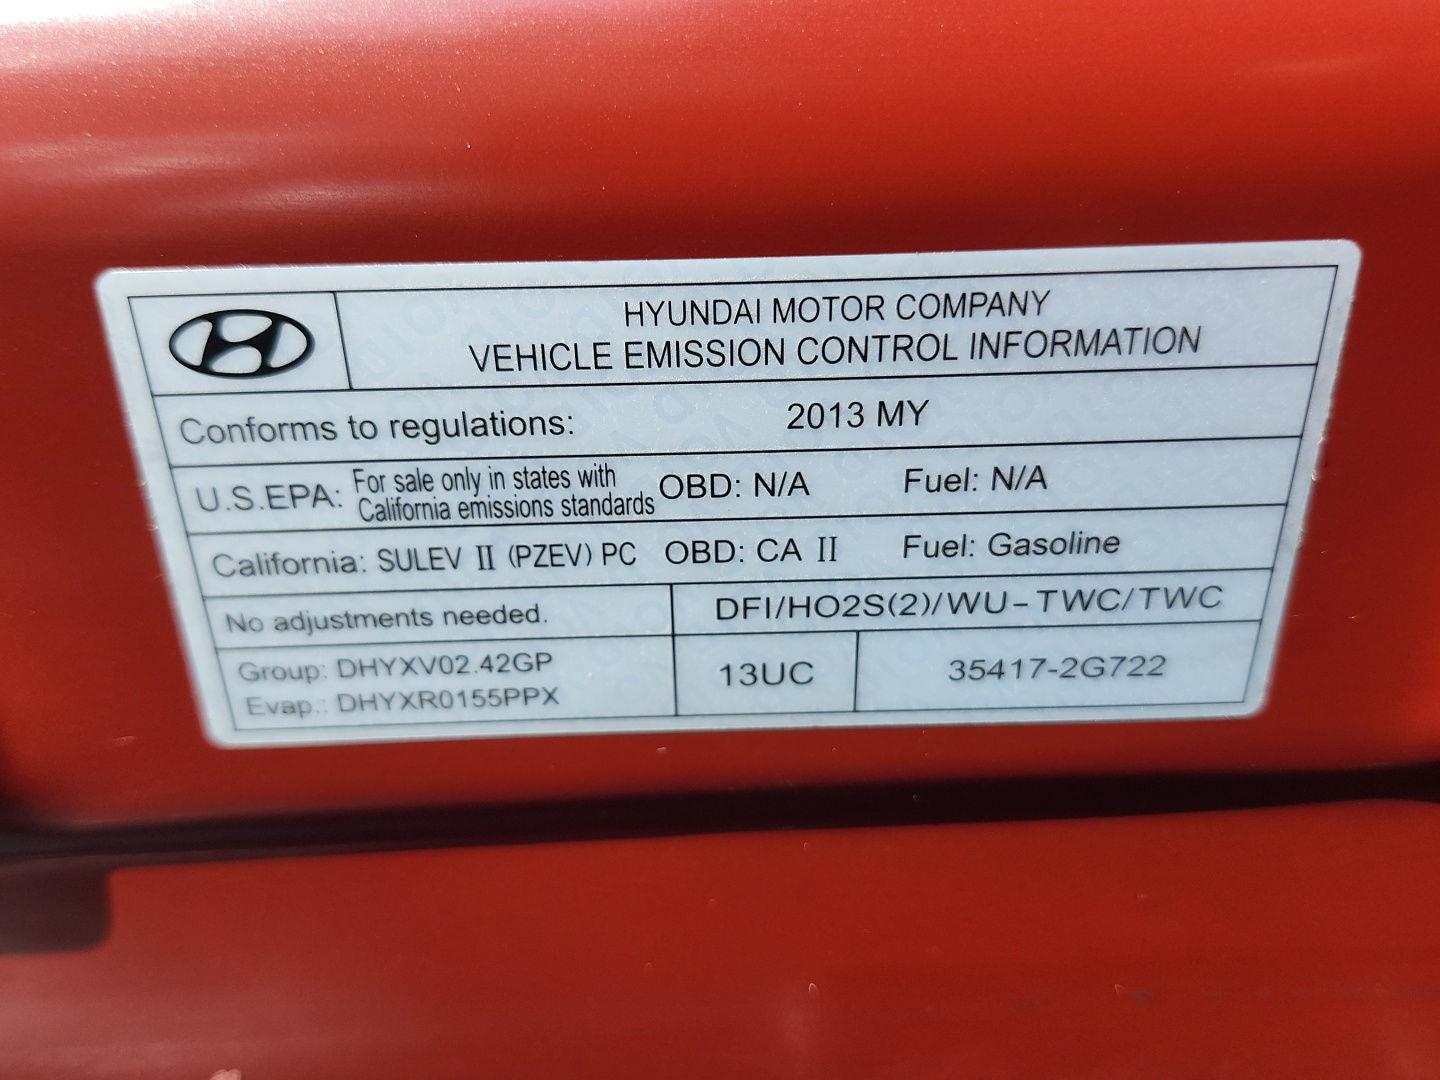 HYUNDAI MOTOR COMPANY
VEHICLE EMISSION CONTROL INFORMATION
Conforms to regulations: 2013 MY
U.S.EPA: For sale only in states with California emissions standards OBD: N/A Fuel: N/A
California: SULEV II (PZEV) PC OBD: CA II Fuel: Gasoline
No adjustments needed. DFI/HO2S(2)/WU-TWC/TWC
Group: DHYXV02.42GP
Evap.: DHYXR0155PPX
13UC
35417-2G722